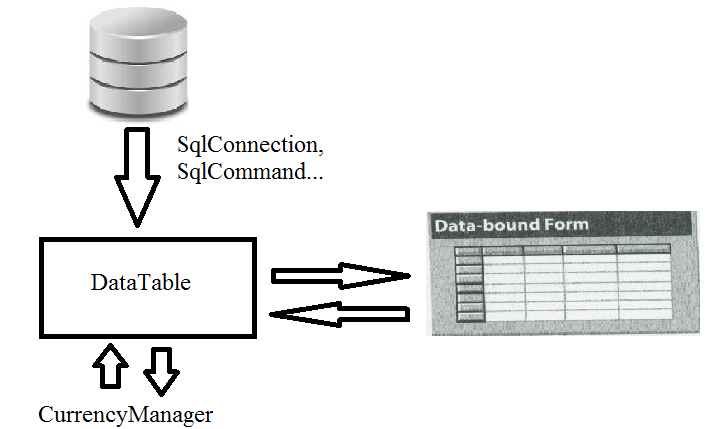 SqlConnection,
SqlCommand...
Data-bound Form
DataTable
CurrencyManager